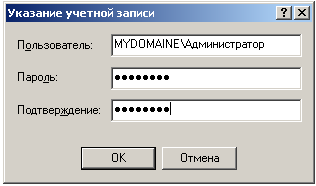 Указание учетной записи
Пользователь: MYDOMAINE\Администратор
Пароль: ●●●●●●●●
Подтверждение: ●●●●●●●●
OK Отмена